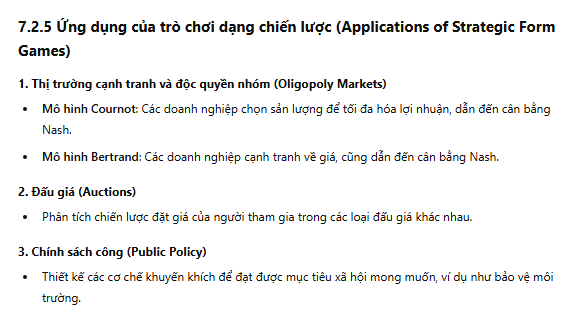 7.2.5 Ứng dụng của trò chơi dạng chiến lược (Applications of Strategic Form
Games)
1. Thị trường cạnh tranh và độc quyền nhóm (Oligopoly Markets)
• Mô hình Cournot: Các doanh nghiệp chọn sản lượng để tối đa hóa lợi nhuận, dẫn đến cân bằng
Nash.
• Mô hình Bertrand: Các doanh nghiệp cạnh tranh về giá, cũng dẫn đến cân bằng Nash.
2. Đấu giá (Auctions)
• Phân tích chiến lược đặt giá của người tham gia trong các loại đấu giá khác nhau.
3. Chính sách công (Public Policy)
• Thiết kế các cơ chế khuyến khích để đạt được mục tiêu xã hội mong muốn, ví dụ như bảo vệ môi
trường.